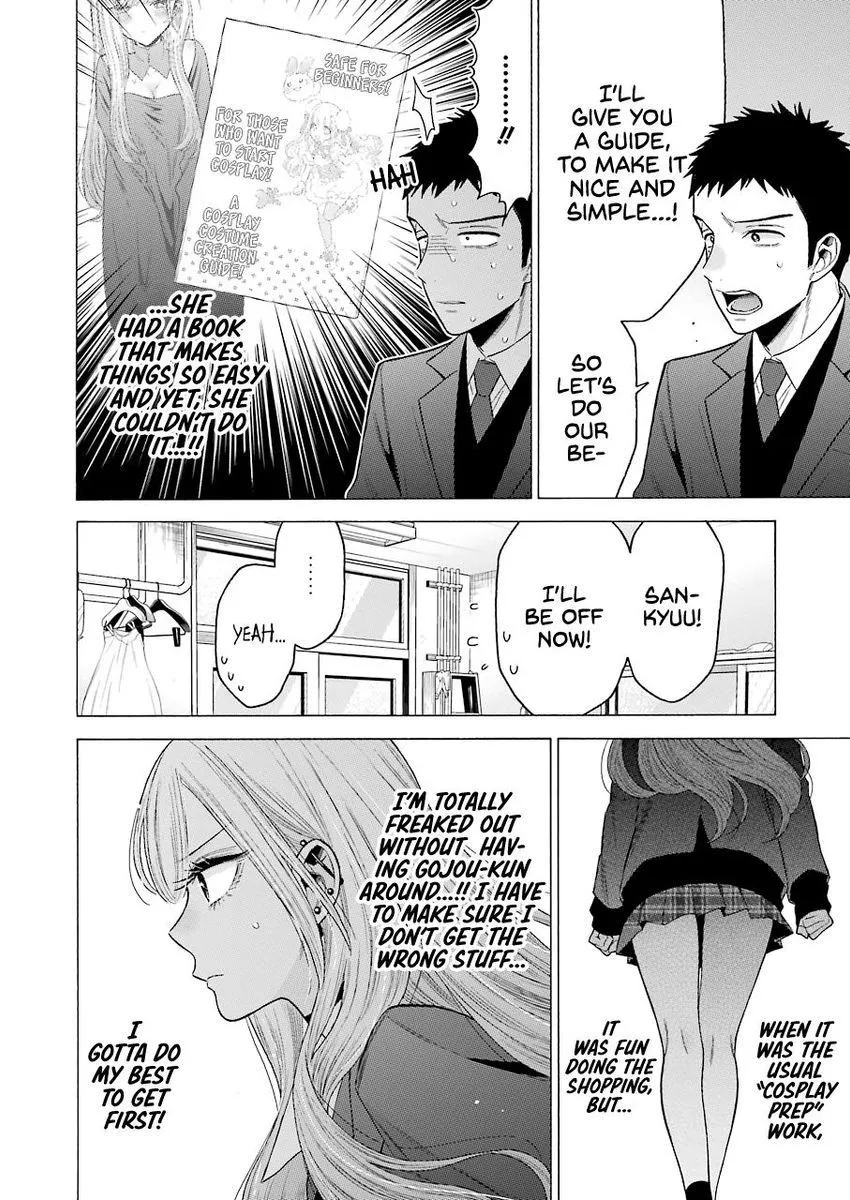 I'LL
GIVE YOU
A GUIDE,
TO MAKE IT
NICE AND
SIMPLE...!
SO
LET'S
DO
OUR
BE-
......!!
HAH
SAFE FOR
BEGINNERS!
FOR THOSE
WHO WANT
TO START
COSPLAY!
A
COSPLAY
COSTUME
CREATION
GUIDE!
...SHE
HAD A BOOK
THAT MAKES
THINGS SO EASY
AND YET, SHE
COULDN'T DO
IT.....!!
SAN-
KYUU!
I'LL
BE OFF
NOW!
......
YEAH...
WHEN IT
WAS THE
USUAL
"COSPLAY
PREP"
WORK,
IT
WAS FUN
DOING THE
SHOPPING,
BUT...
I'M TOTALLY
FREAKED OUT
WITHOUT HAV-
ING GOJOU-KUN
AROUND...!! I HAVE
TO MAKE SURE I
DON'T GET THE
WRONG STUFF...
I
GOTTA DO
MY BEST
TO GET
FIRST!